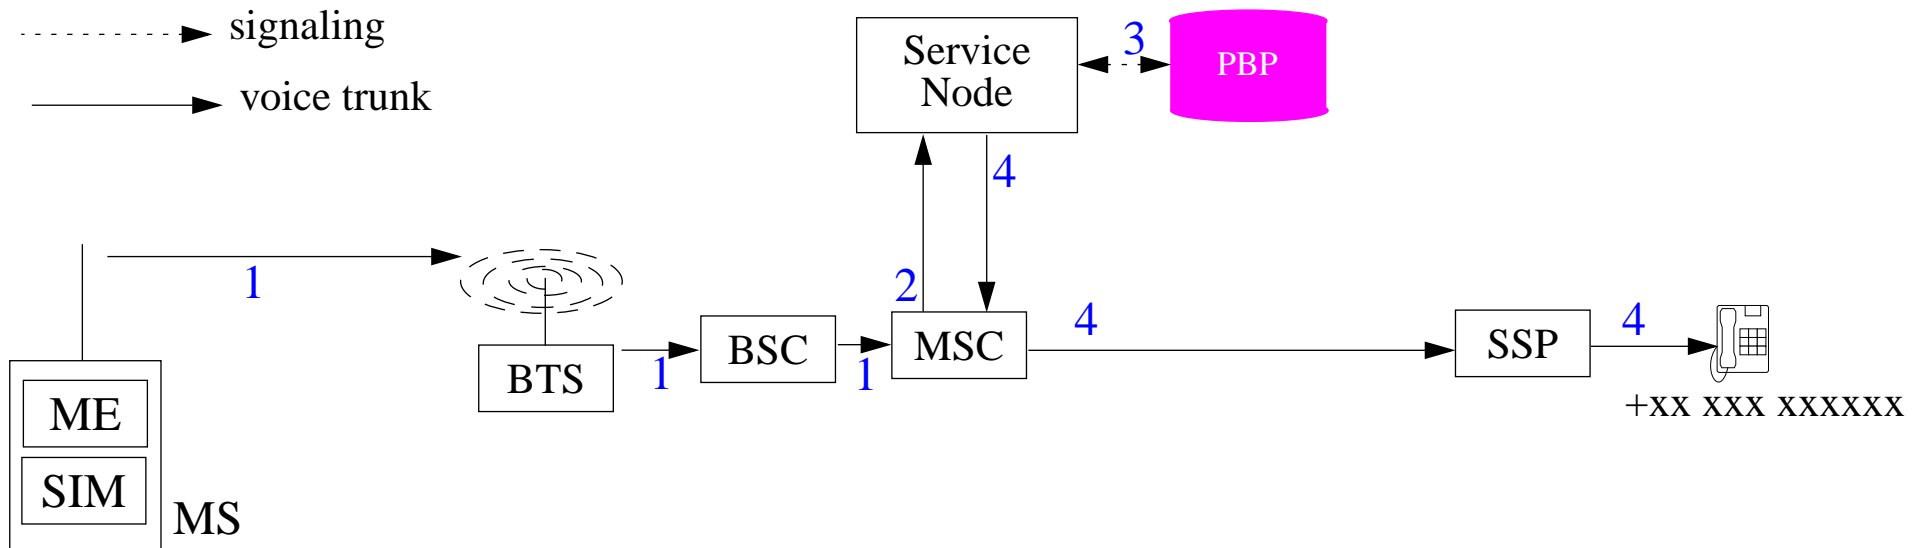 signaling
voice trunk
Service
Node
3
PBP
4
2
1
BTS
1
BSC
1
MSC
4
SSP
4
+xx xxx xxxxxx
ME
SIM
MS